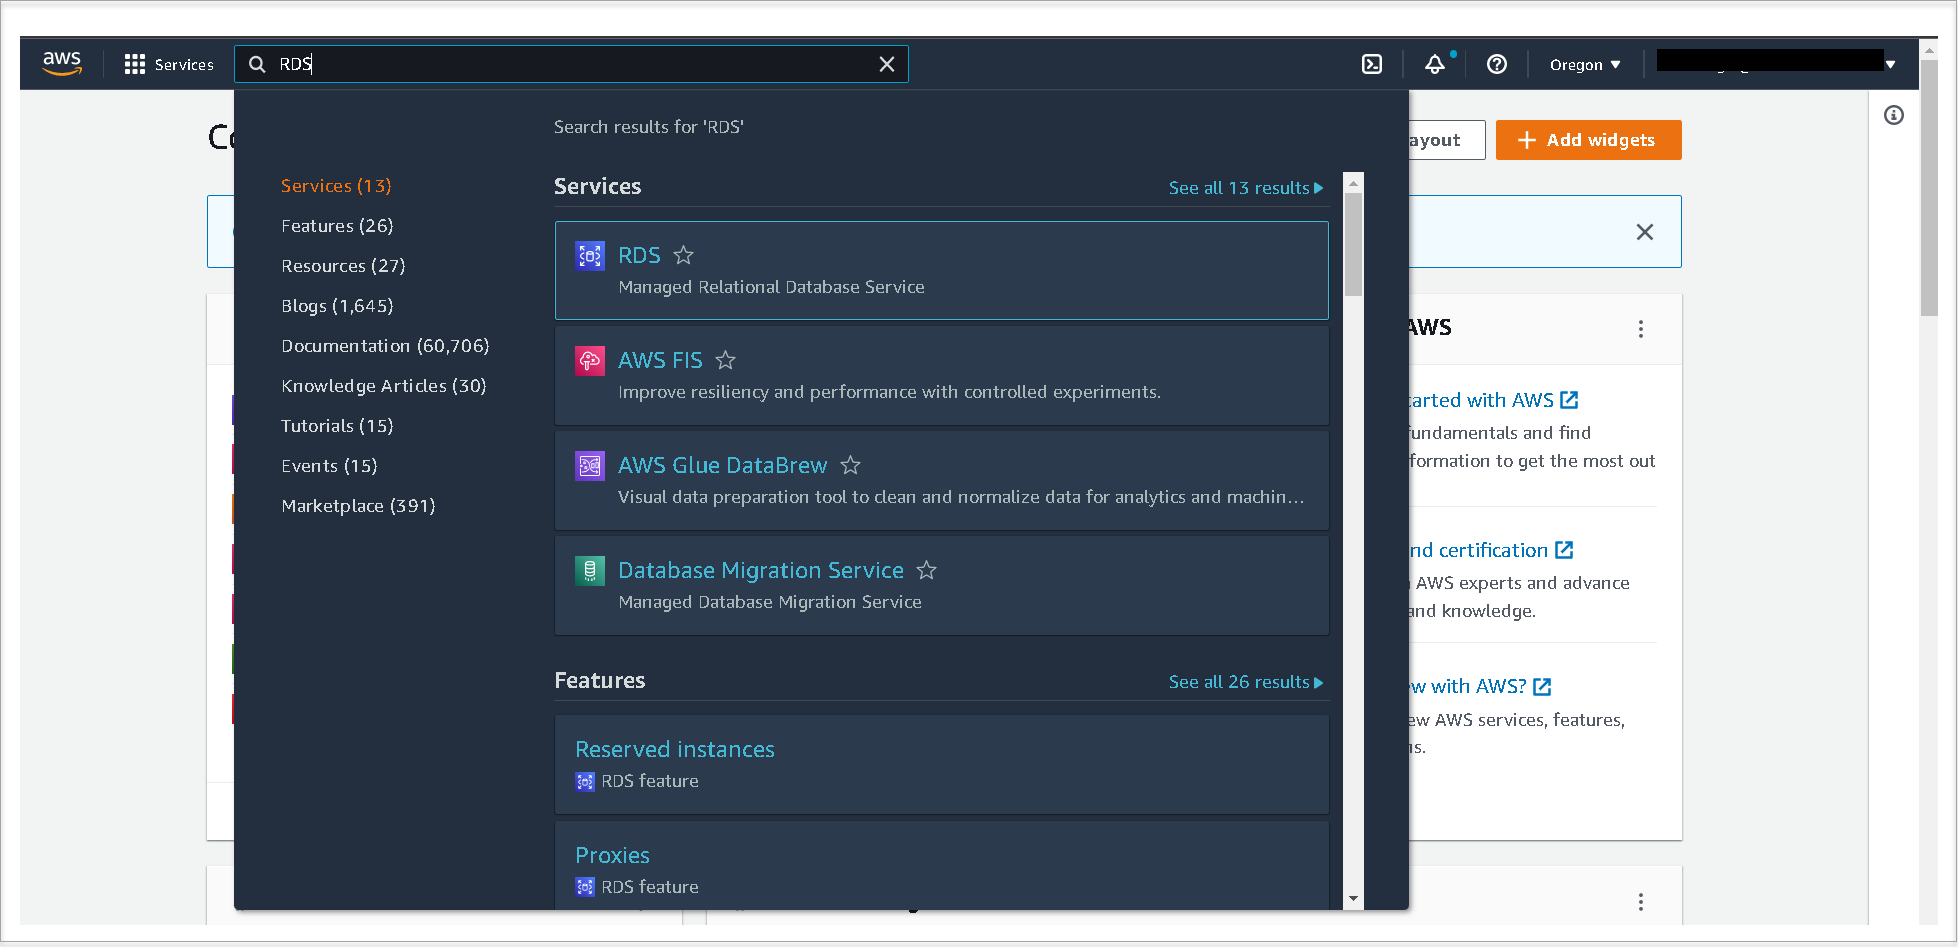 aws
Services
RDS
Oregon
ayout
Add widgets
Search results for 'RDS'
Services (13)
Features (26)
Resources (27)
Blogs (1,645)
Documentation (60,706)
Knowledge Articles (30)
Tutorials (15)
Events (15)
Marketplace (391)
Services
See all 13 results
RDS
Managed Relational Database Service
AWS FIS
Improve resiliency and performance with controlled experiments.
AWS Glue DataBrew
Visual data preparation tool to clean and normalize data for analytics and machin...
Database Migration Service
Managed Database Migration Service
Features
See all 26 results
Reserved instances
RDS feature
Proxies
RDS feature
AWS
arted with AWS
fundamentals and find
formation to get the most out
nd certification
AWS experts and advance
and knowledge.
w with AWS?
ew AWS services, features,
s.